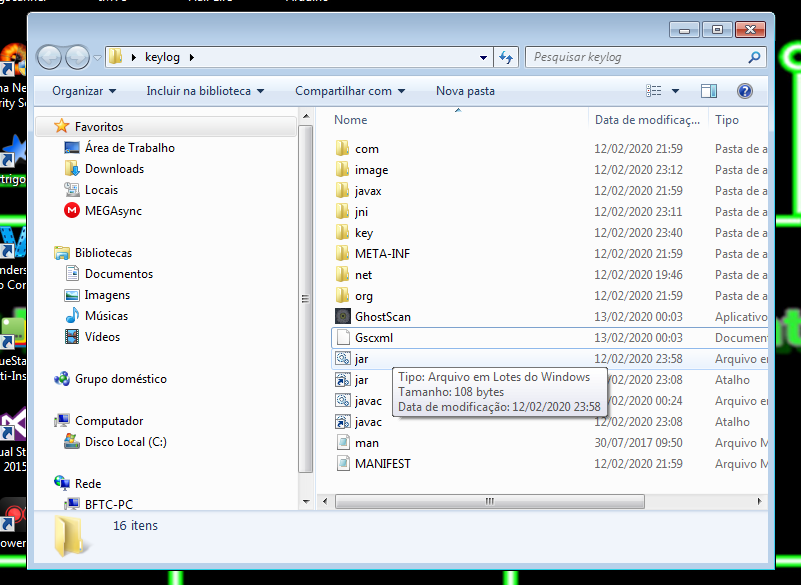 keylog
Pesquisar keylog
Organizar
Incluir na biblioteca
Compartilhar com
Nova pasta
Favoritos
Área de Trabalho
Downloads
Locais
MEGAsync
Bibliotecas
Documentos
Imagens
Músicas
Vídeos
Grupo doméstico
Computador
Disco Local (C:)
Rede
BFTC-PC
Nome Data de modificaç... Tipo
com 12/02/2020 21:59 Pasta de a
image 12/02/2020 23:12 Pasta de a
javax 12/02/2020 21:59 Pasta de a
jni 12/02/2020 23:11 Pasta de a
key 12/02/2020 23:40 Pasta de a
META-INF 12/02/2020 21:59 Pasta de a
net 12/02/2020 19:46 Pasta de a
org 12/02/2020 21:59 Pasta de a
GhostScan 13/02/2020 00:03 Aplicativo
Gscxml 13/02/2020 00:03 Documen
jar 12/02/2020 23:58 Arquivo e
jar 12/02/2020 23:08 Atalho
javac 12/02/2020 00:24 Arquivo e
javac 12/02/2020 23:08 Atalho
man 30/07/2017 09:50 Arquivo M
MANIFEST 12/02/2020 21:59 Arquivo M
Tipo: Arquivo em Lotes do Windows
Tamanho: 108 bytes
Data de modificação: 12/02/2020 23:58
16 itens